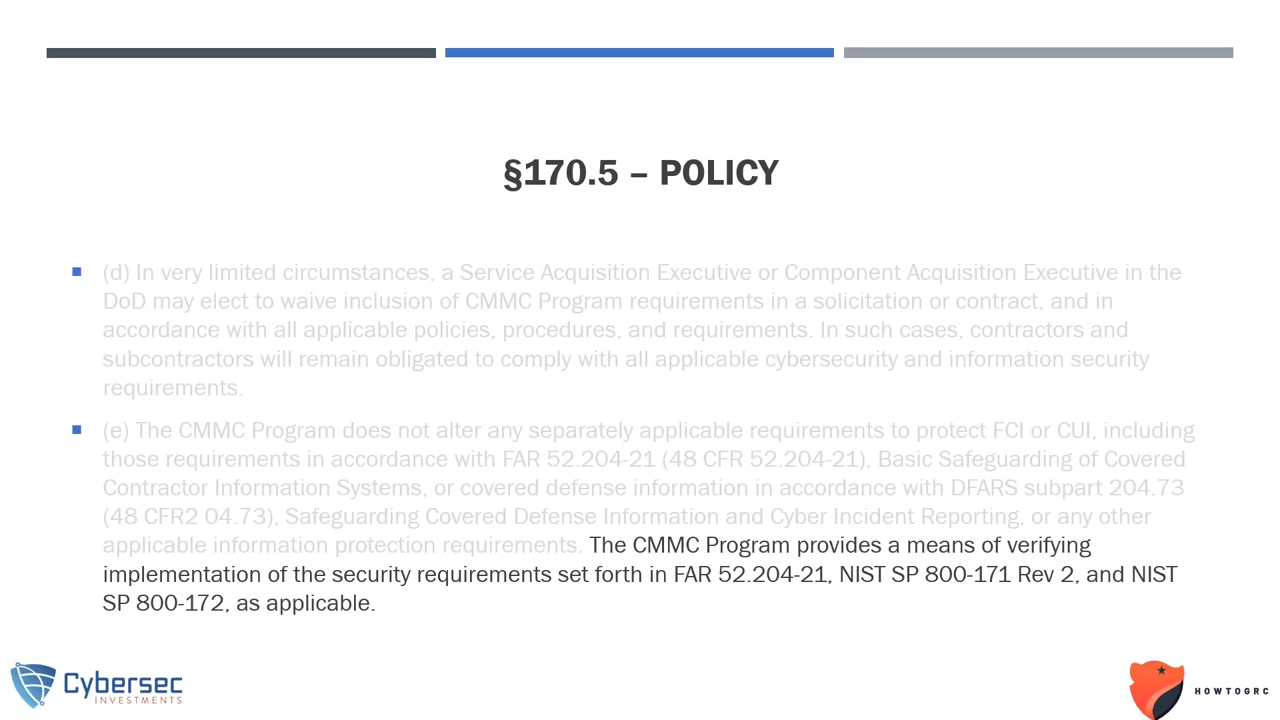 §170.5 – POLICY
(d) In very limited circumstances, a Service Acquisition Executive or Component Acquisition Executive in the
DoD may elect to waive inclusion of CMMC Program requirements in a solicitation or contract, and in
accordance with all applicable policies, procedures, and requirements. In such cases, contractors and
subcontractors will remain obligated to comply with all applicable cybersecurity and information security
requirements.
(e) The CMMC Program does not alter any separately applicable requirements to protect FCI or CUI, including
those requirements in accordance with FAR 52.204-21 (48 CFR 52.204-21), Basic Safeguarding of Covered
Contractor Information Systems, or covered defense information in accordance with DFARS subpart 204.73
(48 CFR2 04.73), Safeguarding Covered Defense Information and Cyber Incident Reporting, or any other
applicable information protection requirements. The CMMC Program provides a means of verifying
implementation of the security requirements set forth in FAR 52.204-21, NIST SP 800-171 Rev 2, and NIST
SP 800-172, as applicable.
Cybersec
INVESTMENTS
HOWTOGRC